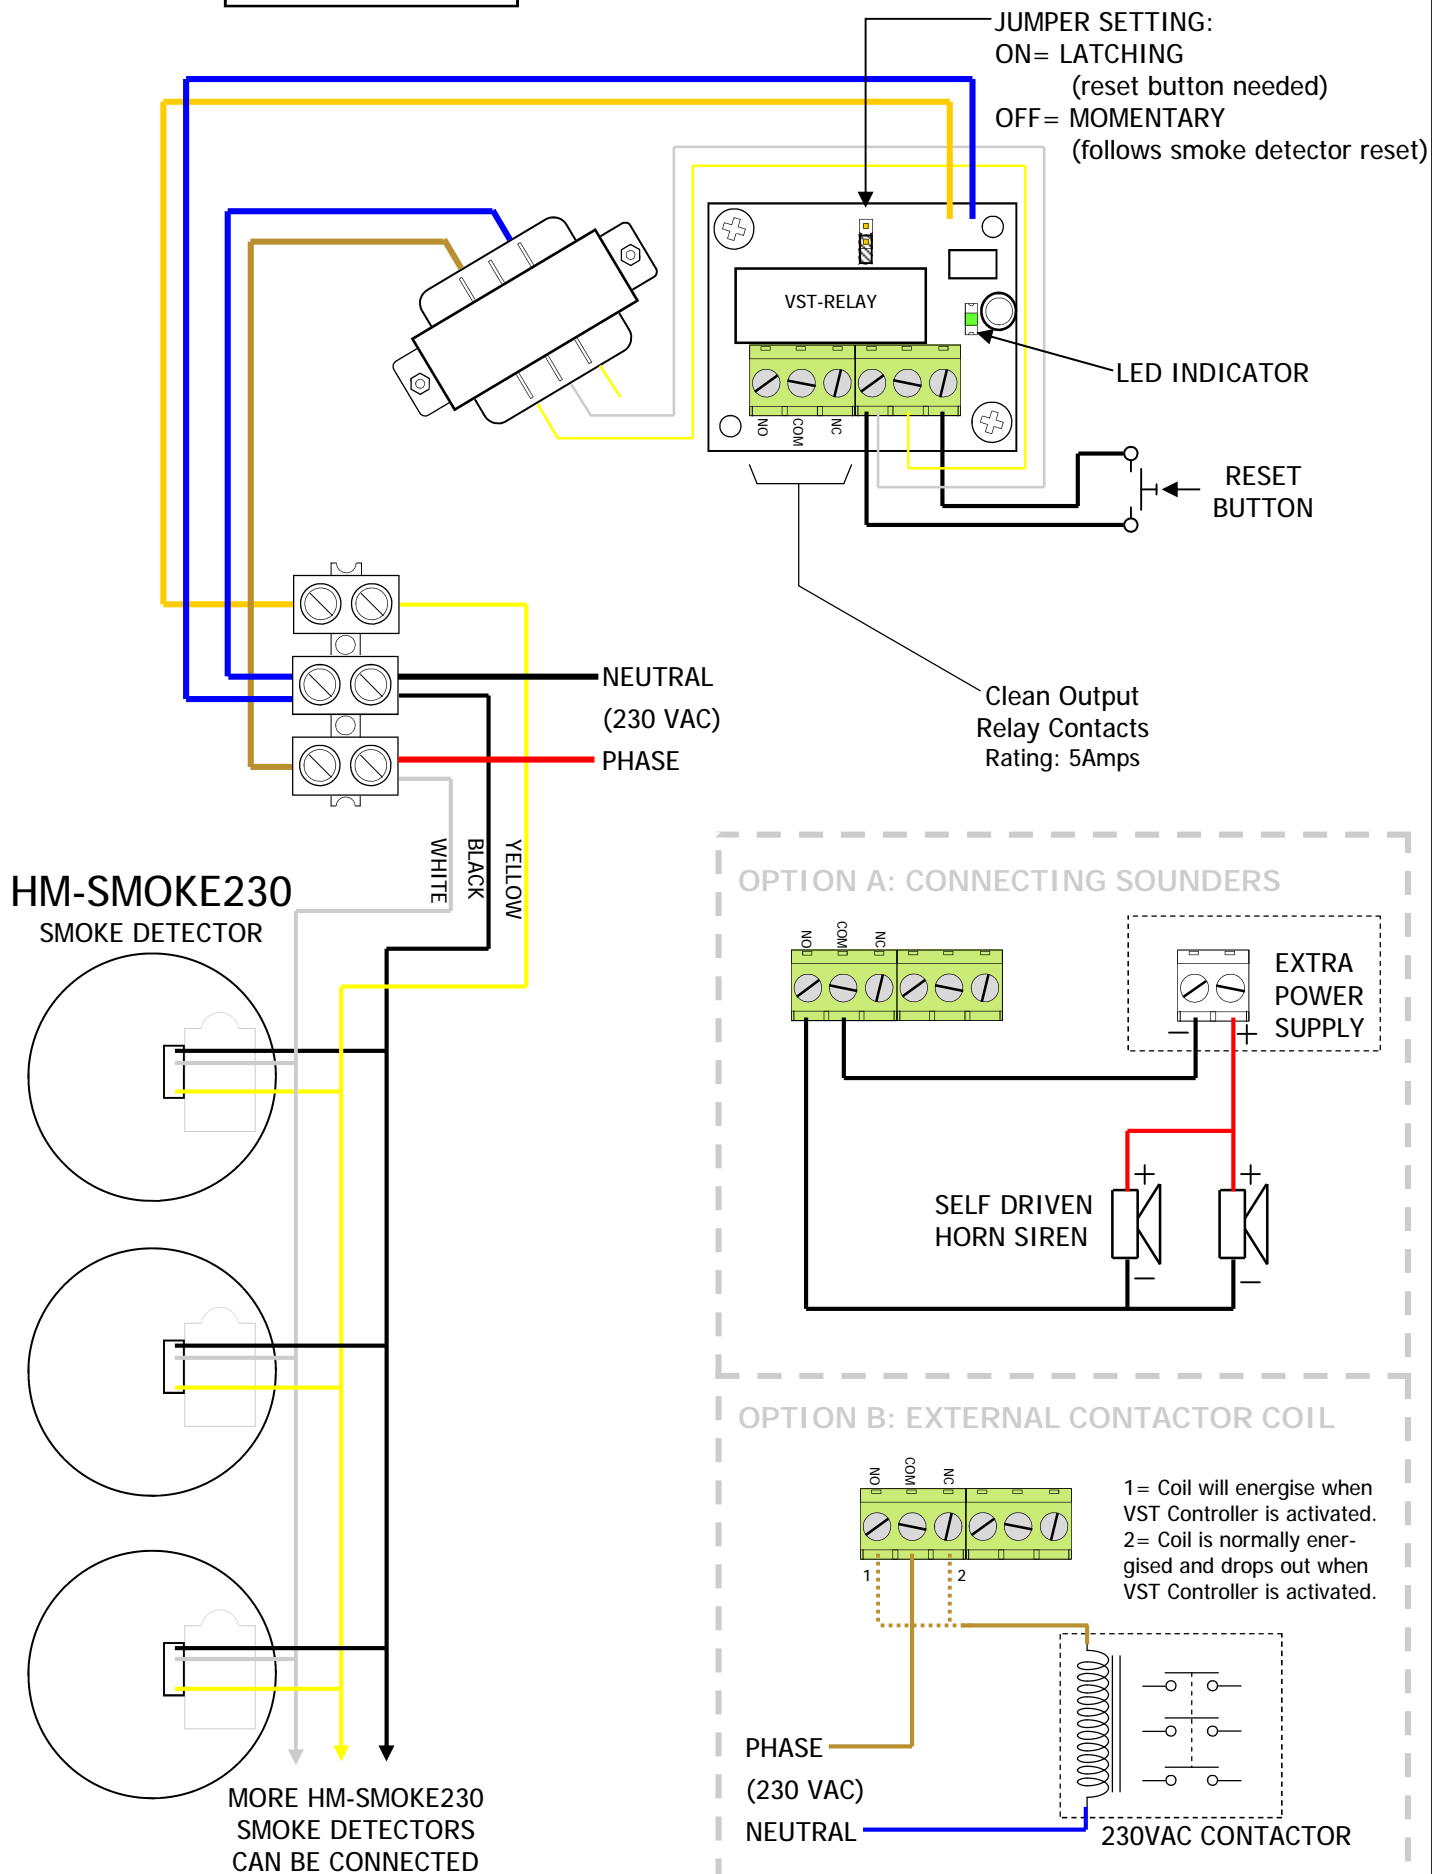 JUMPER SETTING:
ON= LATCHING
(reset button needed)
OFF= MOMENTARY
(follows smoke detector reset)
VST-RELAY
LED INDICATOR
NO
COM
NC
RESET
BUTTON
NEUTRAL
(230 VAC)
PHASE
Clean Output
Relay Contacts
Rating: 5Amps
WHITE
BLACK
YELLOW
HM-SMOKE230
SMOKE DETECTOR
OPTION A: CONNECTING SOUNDERS
NO
COM
NC
EXTRA
POWER
SUPPLY
−
+
+
+
SELF DRIVEN
HORN SIREN
−
−
OPTION B: EXTERNAL CONTACTOR COIL
NO
COM
NC
1= Coil will energise when
VST Controller is activated.
2= Coil is normally ener-
gised and drops out when
VST Controller is activated.
1
2
PHASE
(230 VAC)
NEUTRAL
230VAC CONTACTOR
MORE HM-SMOKE230
SMOKE DETECTORS
CAN BE CONNECTED